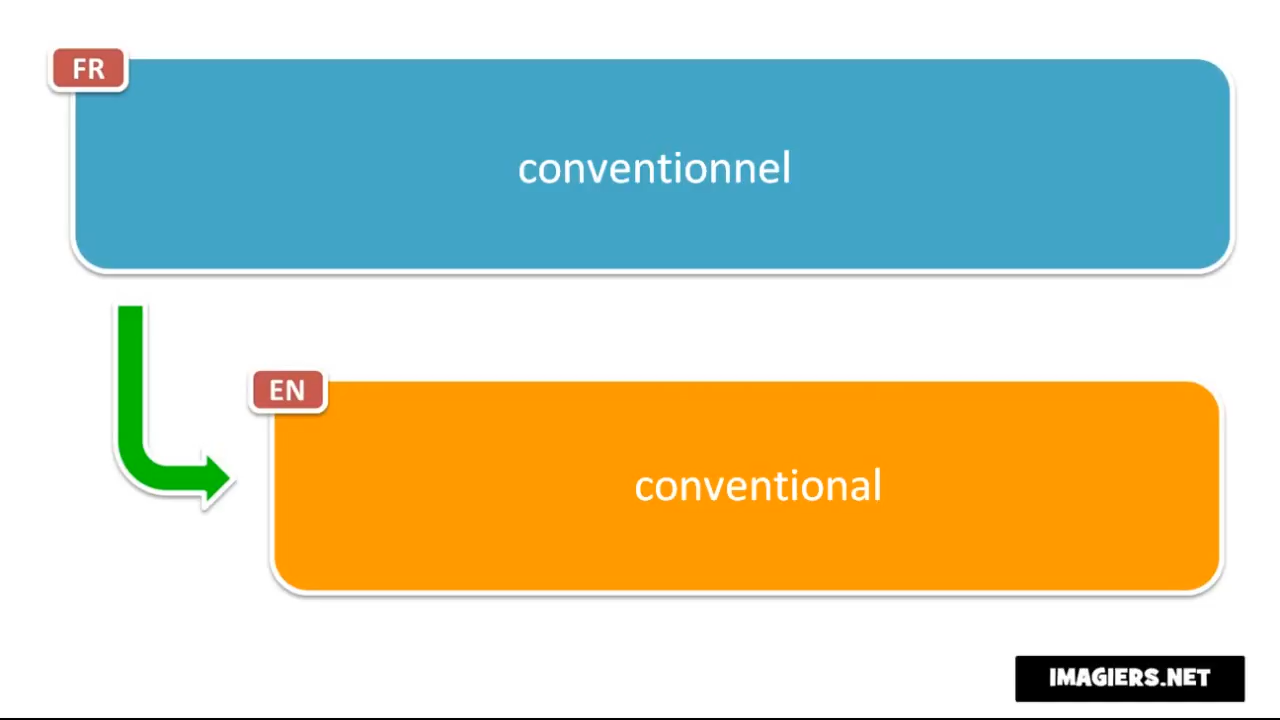 FR
conventionnel
EN
conventional
IMAGIERS.NET